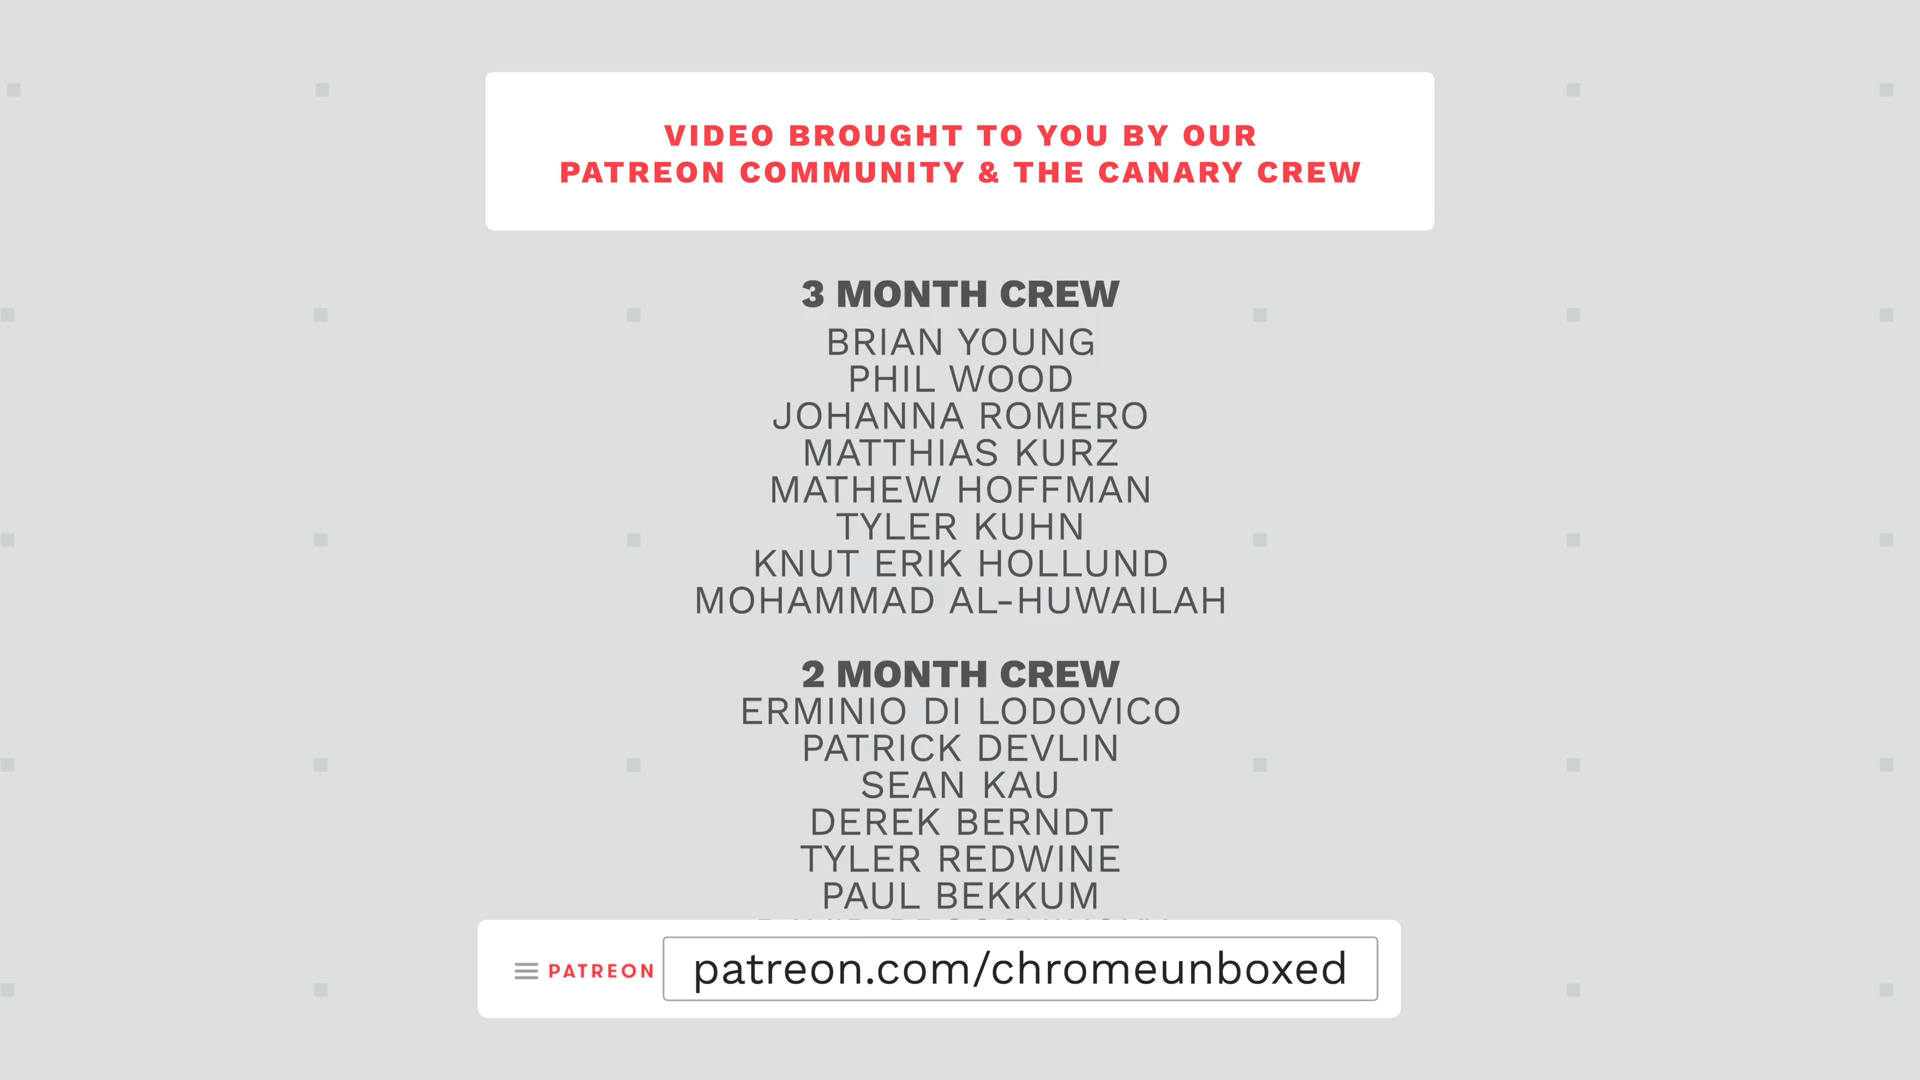 VIDEO BROUGHT TO YOU BY OUR
PATREON COMMUNITY & THE CANARY CREW
3 MONTH CREW
BRIAN YOUNG
PHIL WOOD
JOHANNA ROMERO
MATTHIAS KURZ
MATHEW HOFFMAN
TYLER KUHN
KNUT ERIK HOLLUND
MOHAMMAD AL-HUWAILAH
2 MONTH CREW
ERMINIO DI LODOVICO
PATRICK DEVLIN
SEAN KAU
DEREK BERNDT
TYLER REDWINE
PAUL BEKKUM
PATREON patreon.com/chromeunboxed